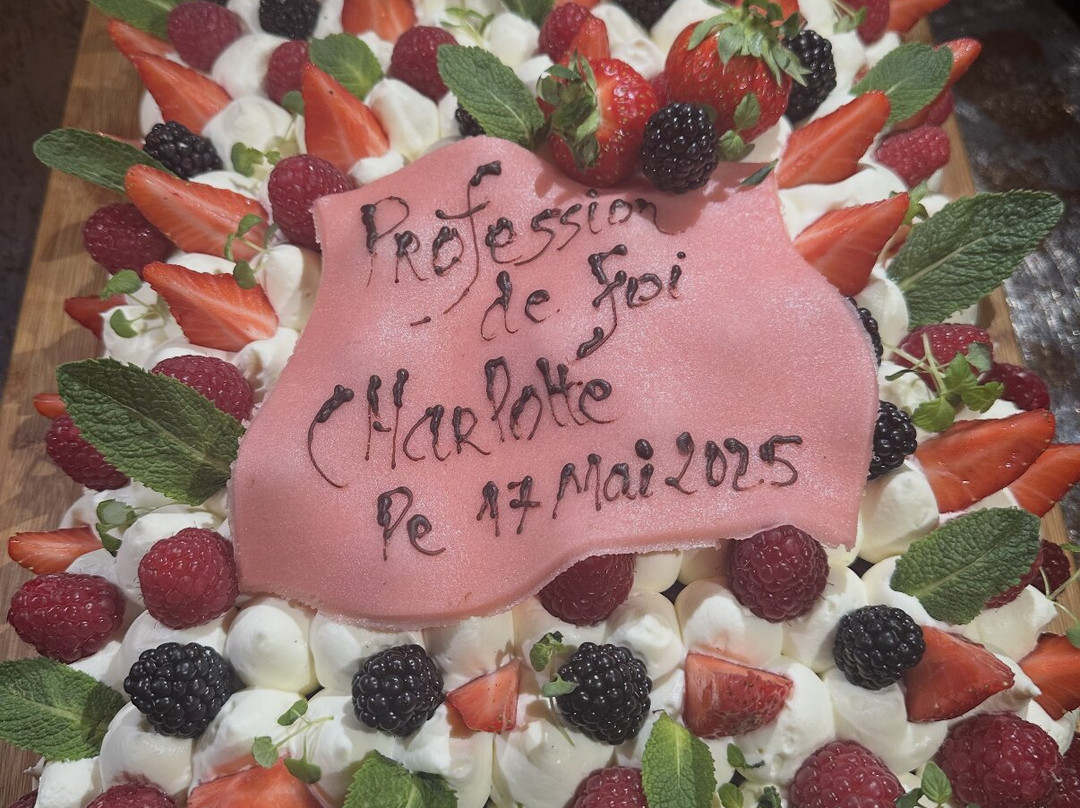 Profession
de Foi
CHarlotte
le 17 Mai 2025